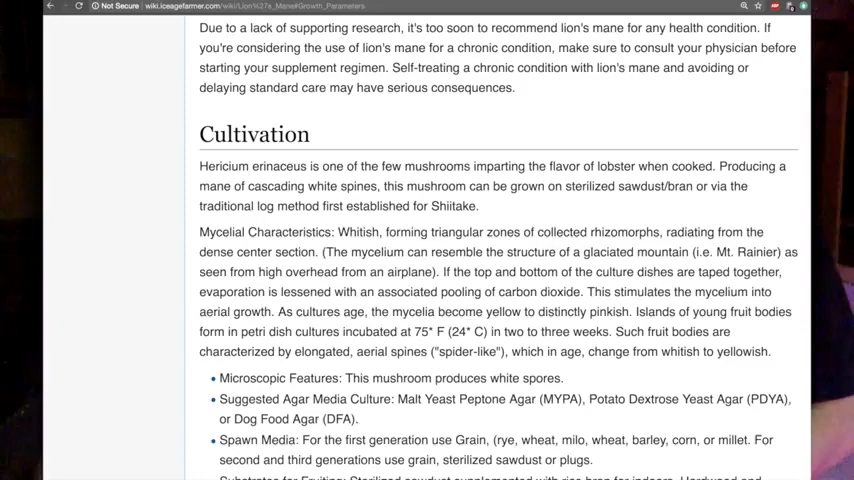 Not Secure | wiki.iceagefarmer.com/wiki/Lion%27s_Mane#Growth_Parameters
Due to a lack of supporting research, it's too soon to recommend lion's mane for any health condition. If
you're considering the use of lion's mane for a chronic condition, make sure to consult your physician before
starting your supplement regimen. Self-treating a chronic condition with lion's mane and avoiding or
delaying standard care may have serious consequences.
Cultivation
Hericium erinaceus is one of the few mushrooms imparting the flavor of lobster when cooked. Producing a
mane of cascading white spines, this mushroom can be grown on sterilized sawdust/bran or via the
traditional log method first established for Shiitake.
Mycelial Characteristics: Whitish, forming triangular zones of collected rhizomorphs, radiating from the
dense center section. (The mycelium can resemble the structure of a glaciated mountain (i.e. Mt. Rainier) as
seen from high overhead from an airplane). If the top and bottom of the culture dishes are taped together,
evaporation is lessened with an associated pooling of carbon dioxide. This stimulates the mycelium into
aerial growth. As cultures age, the mycelia become yellow to distinctly pinkish. Islands of young fruit bodies
form in petri dish cultures incubated at 75* F (24* C) in two to three weeks. Such fruit bodies are
characterized by elongated, aerial spines ("spider-like"), which in age, change from whitish to yellowish.
• Microscopic Features: This mushroom produces white spores.
• Suggested Agar Media Culture: Malt Yeast Peptone Agar (MYPA), Potato Dextrose Yeast Agar (PDYA),
or Dog Food Agar (DFA).
• Spawn Media: For the first generation use Grain, (rye, wheat, milo, wheat, barley, corn, or millet. For
second and third generations use grain, sterilized sawdust or plugs.
Substrates for Fruiting: Sterilized sawdust supplemented with rice bran for indoors. Hardwood and